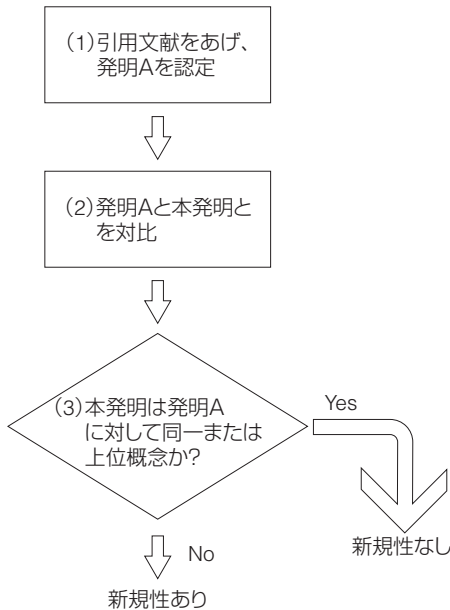 (1)引用文献をあげ、
発明Aを認定
(2)発明Aと本発明と
を対比
(3)本発明は発明A
に対して同一または
上位概念か?
Yes
新規性なし
No
新規性あり